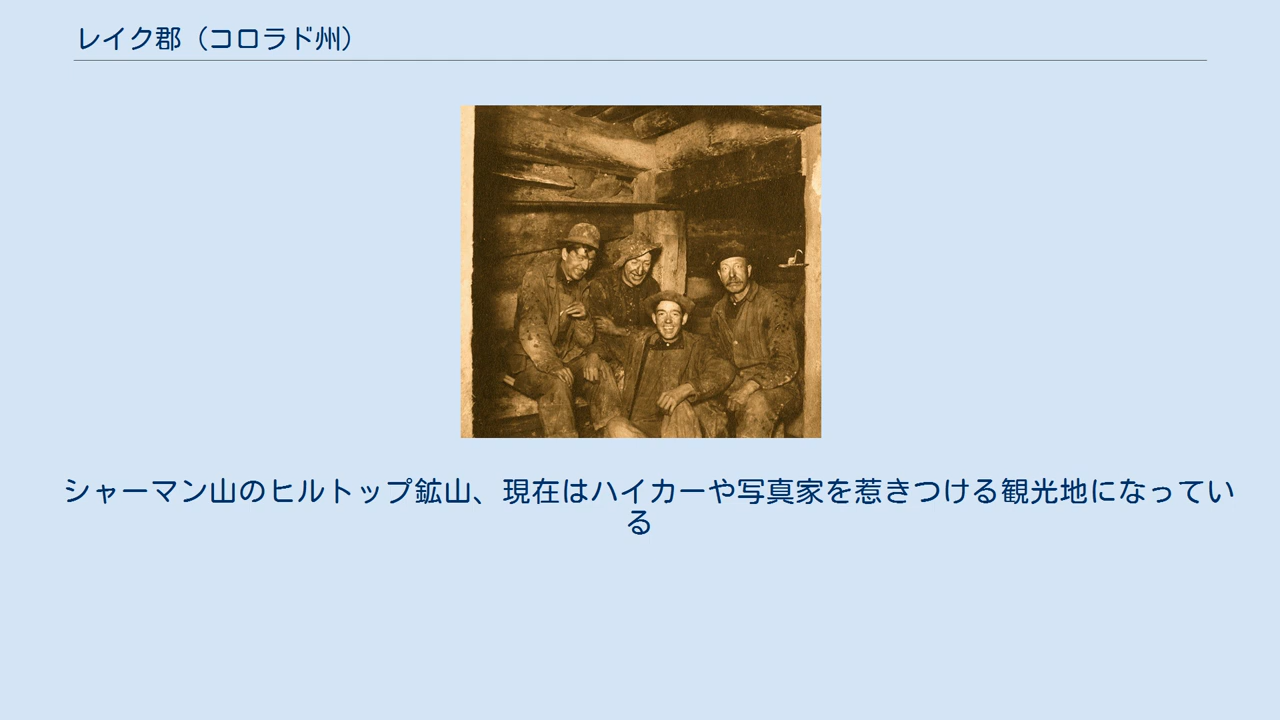 レイク郡（コロラド州）
シャーマン山のヒルトップ鉱山、現在はハイカーや写真家を惹きつける観光地になってい
る